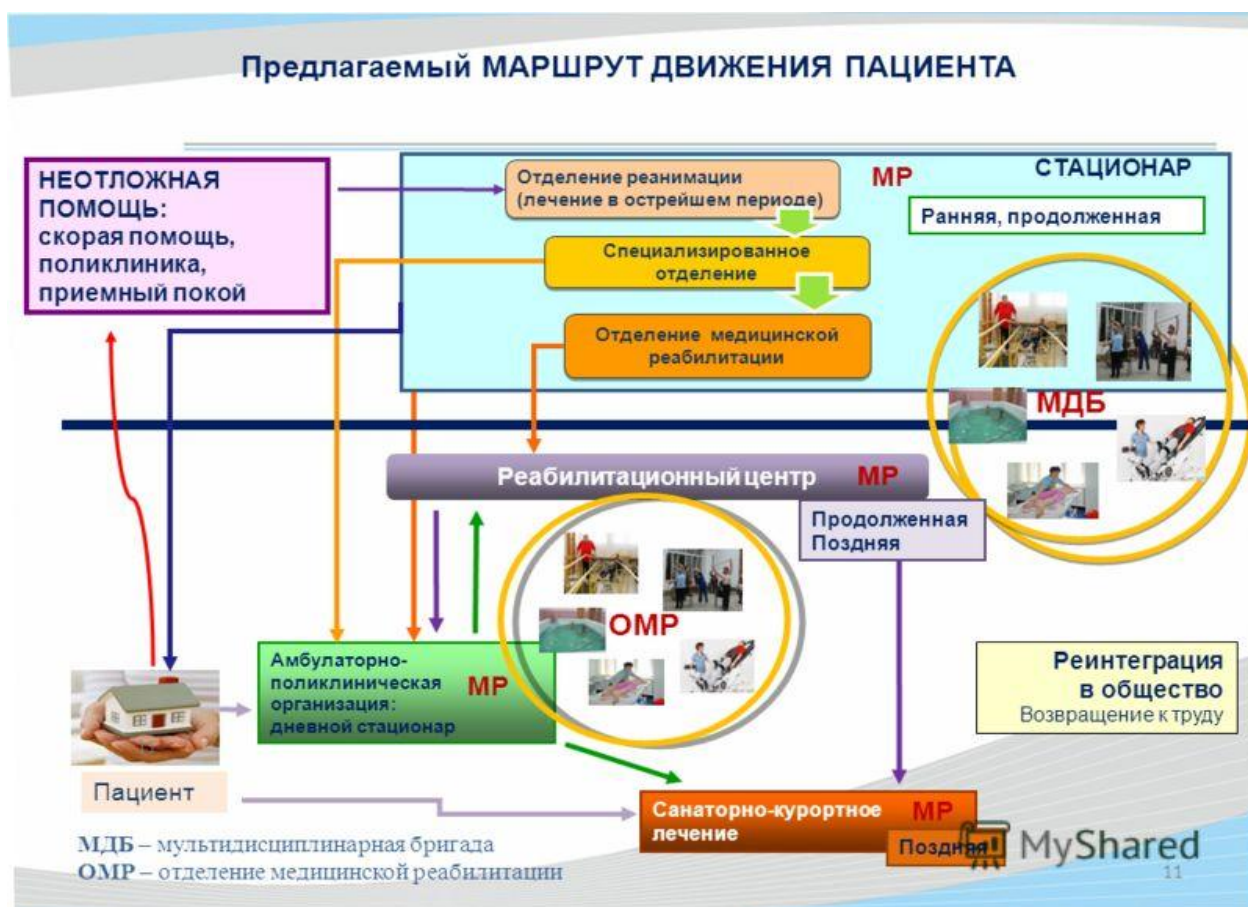 Предлагаемый МАРШРУТ ДВИЖЕНИЯ ПАЦИЕНТА
НЕОТЛОЖНАЯ
ПОМОЩЬ:
скорая помощь,
поликлиника,
приемный покой
Отделение реанимации
(лечение в острейшем периоде)
МР
СТАЦИОНАР
Ранняя, продолженная
Специализированное
отделение
Отделение медицинской
реабилитации
МДБ
Реабилитационный центр
МР
Продолженная
Поздняя
ОМР
Амбулаторно-
поликлиническая
организация:
дневной стационар
МР
Реинтеграция
в общество
Возвращение к труду
Пациент
Санаторно-курортное
лечение
МР
Поздняя
МДБ – мультидисциплинарная бригада
ОМР – отделение медицинской реабилитации
MyShared
11